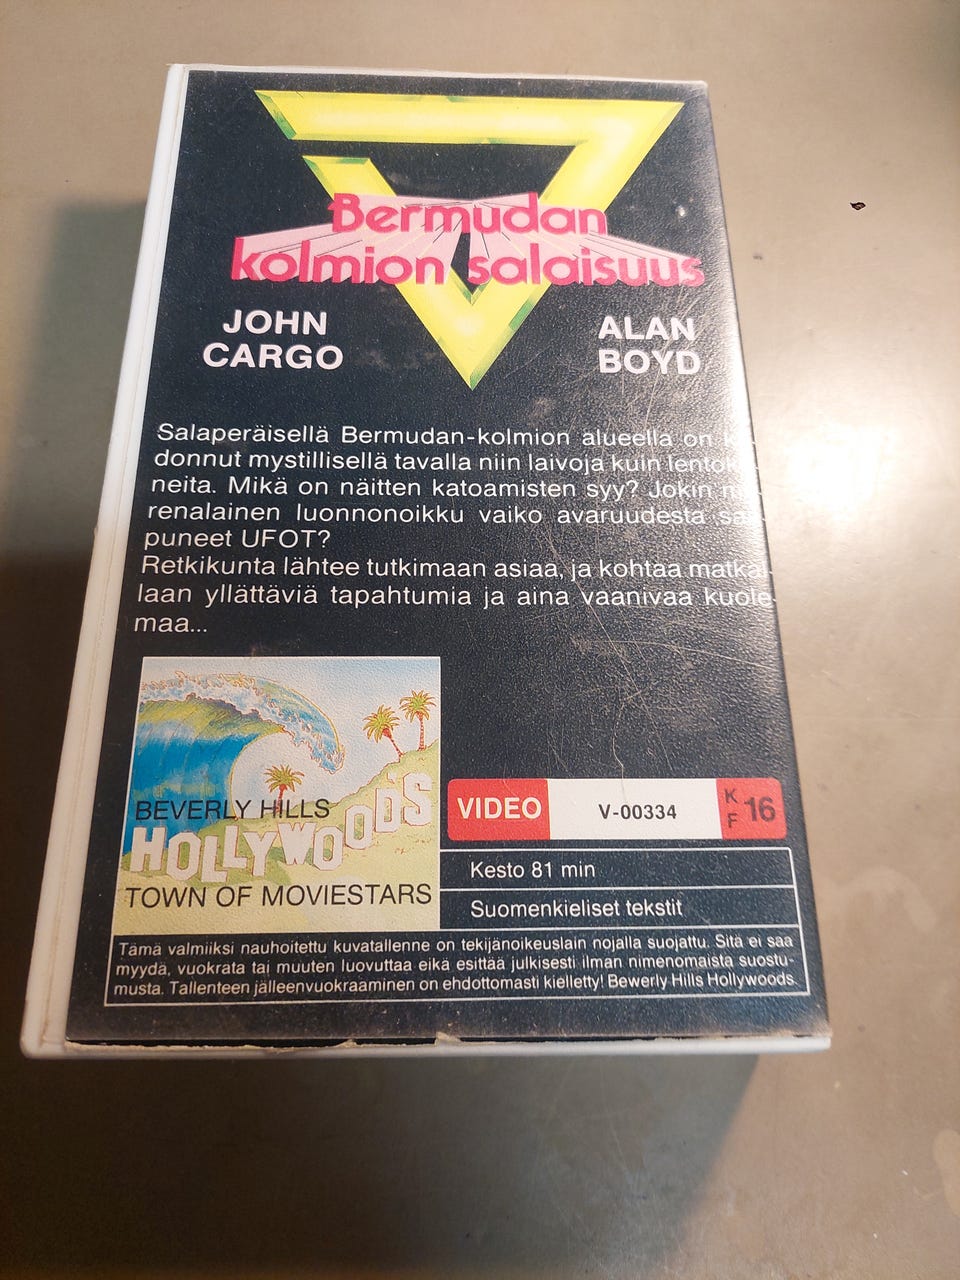 Bermudan
kolmion salaisuus
JOHN
CARGO
ALAN
BOYD
Salaperäisellä Bermudan-kolmion alueella on
donnut mystillisellä tavalla niin laivoja kuin
neita. Mikä on näitten katoamisten syy? Jokin
renalainen luonnonoikku vaiko avaruudesta
puneet UFOT?
Retkikunta lähtee tutkimaan asiaa, ja kohtaa matkal-
laan yllättäviä tapahtumia ja aina vaanivaa kuole-
maa...
BEVERLY HILLS
HOLLYWOOD'S
TOWN OF MOVIESTARS
VIDEO V-00334 K F 16
Kesto 81 min
Suomenkieliset tekstit
Tämä valmiiksi nauhoitettu kuvatallenne on tekijänoikeuslain nojalla suojattu. Sitä ei saa
myydä, vuokrata tai muuten luovuttaa eikä esittää julkisesti ilman nimenomaista suostu-
musta. Tallenteen jälleenvuokraaminen on ehdottomasti kielletty! Bewerly Hills Hollywoods.